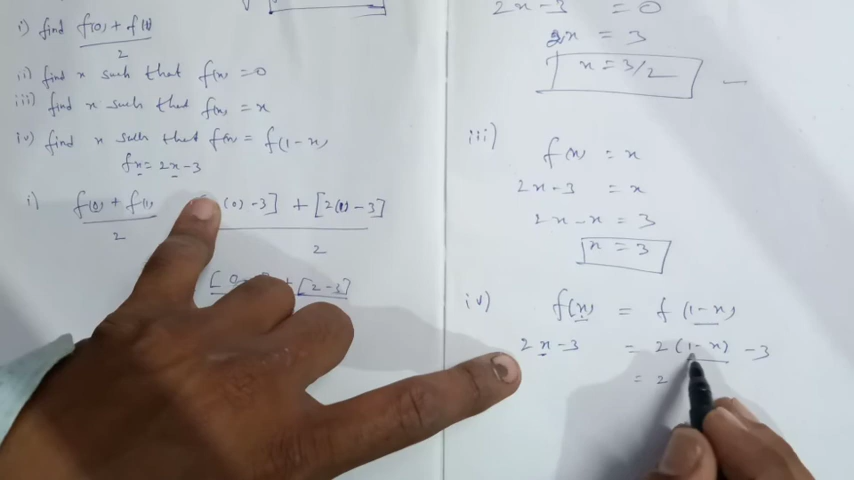 i) find f(0) + f(1)
2
ii) find x such that f(x) = 0
iii) find x such that f(x) = x
iv) find x such that f(x) = f(1-x)
fx = 2x-3
i) f(0) + f(1) (0) -3] + [2(1) -3]
2 2
[0 + [2-3]
2x-3 = 0
2x = 3
x = 3/2
iii)
f(x) = x
2x-3 = x
2x-x = 3
x = 3
iv) f(x) = f(1-x)
2x-3 = 2(1-x) -3
= 2